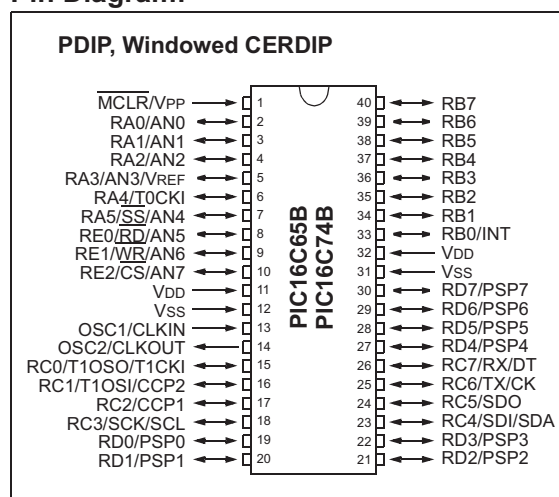 PDIP, Windowed CERDIP
MCLR/VPP 1 40 RB7
RA0/AN0 2 39 RB6
RA1/AN1 3 38 RB5
RA2/AN2 4 37 RB4
RA3/AN3/VREF 5 36 RB3
RA4/T0CKI 6 35 RB2
RA5/SS/AN4 7 34 RB1
RE0/RD/AN5 8 33 RB0/INT
RE1/WR/AN6 9 32 VDD
RE2/CS/AN7 10 31 VSS
VDD 11 30 RD7/PSP7
VSS 12 29 RD6/PSP6
OSC1/CLKIN 13 28 RD5/PSP5
OSC2/CLKOUT 14 27 RD4/PSP4
RC0/T1OSO/T1CKI 15 26 RC7/RX/DT
RC1/T1OSI/CCP2 16 25 RC6/TX/CK
RC2/CCP1 17 24 RC5/SDO
RC3/SCK/SCL 18 23 RC4/SDI/SDA
RD0/PSP0 19 22 RD3/PSP3
RD1/PSP1 20 21 RD2/PSP2
PIC16C65B
PIC16C74B